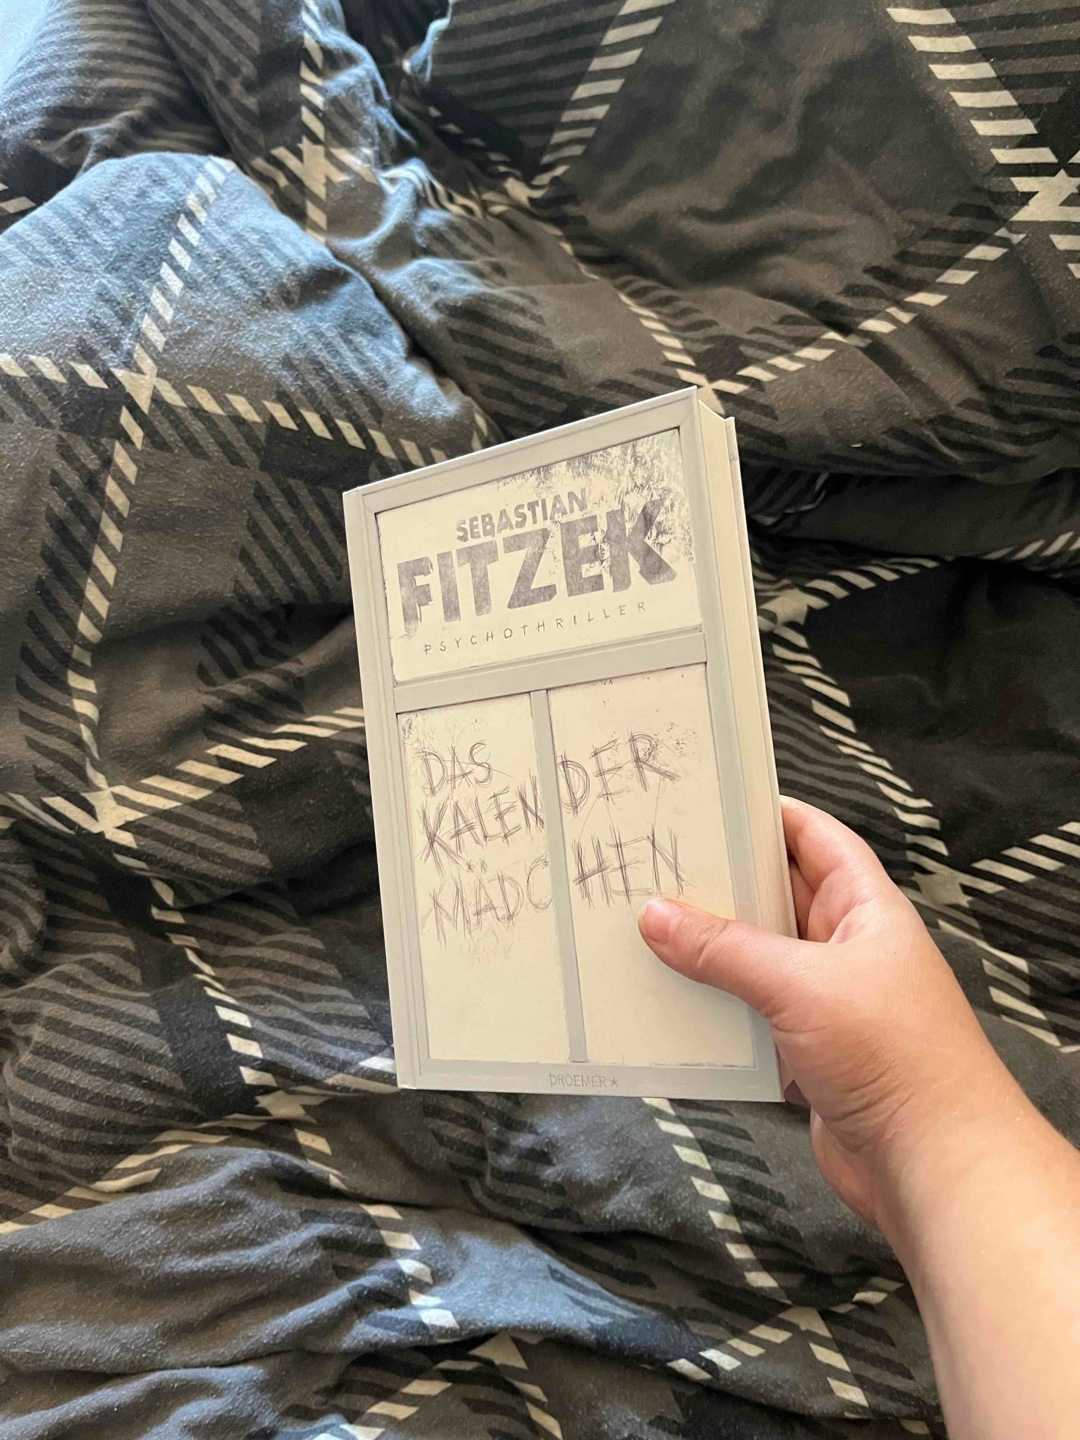 SEBASTIAN
FITZEK
PSYCHOTHRILLER
DAS
KALENDER
MÄDCHEN
DROEMER★